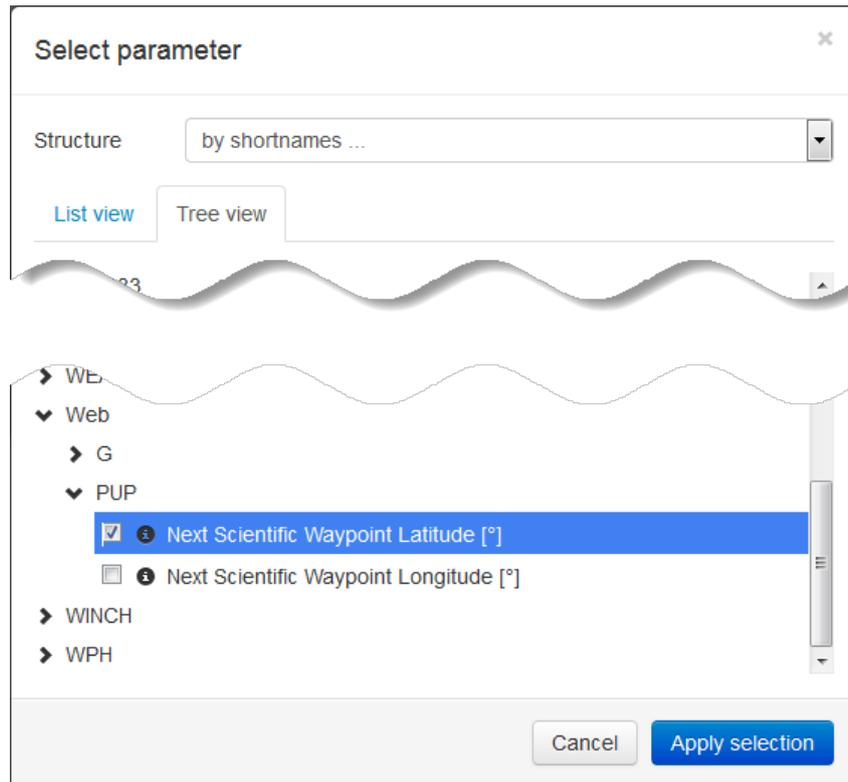 Select parameter
Structure by shortnames ...
List view Tree view
Web
G
PUP
Next Scientific Waypoint Latitude [°]
Next Scientific Waypoint Longitude [°]
WINCH
WPH
Cancel Apply selection